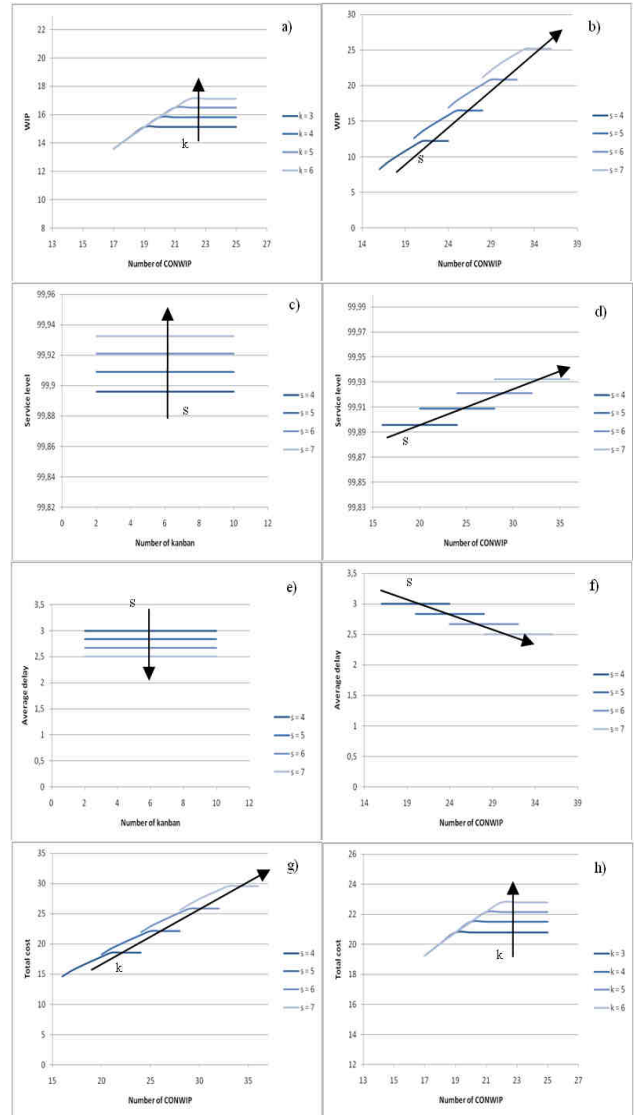 a)
22
20
18
16
14
12
10
8
WIP
13 15 17 19 21 23 25 27
Number of CONWIP
k
k = 3
k = 4
k = 5
k = 6
b)
30
25
20
15
10
5
0
WIP
14 19 24 29 34 39
Number of CONWIP
s
s = 4
s = 5
s = 6
s = 7
c)
99,96
99,94
99,92
99,9
99,88
99,86
99,84
99,82
Service level
0 2 4 6 8 10 12
Number of kanban
s
s = 4
s = 5
s = 6
s = 7
d)
99,99
99,97
99,95
99,93
99,91
99,89
99,87
99,85
99,83
Service level
15 20 25 30 35
Number of CONWIP
s
s = 4
s = 5
s = 6
s = 7
e)
3,5
3
2,5
2
1,5
1
0,5
0
Average delay
0 2 4 6 8 10 12
Number of kanban
s
s = 4
s = 5
s = 6
s = 7
f)
3,5
3
2,5
2
1,5
1
0,5
0
Average delay
14 19 24 29 34 39
Number of CONWIP
s
s = 4
s = 5
s = 6
s = 7
g)
35
30
25
20
15
10
5
0
Total cost
15 20 25 30 35
Number of CONWIP
k
s = 4
s = 5
s = 6
s = 7
h)
26
24
22
20
18
16
14
12
Total cost
13 15 17 19 21 23 25 27
Number of CONWIP
k
k = 3
k = 4
k = 5
k = 6